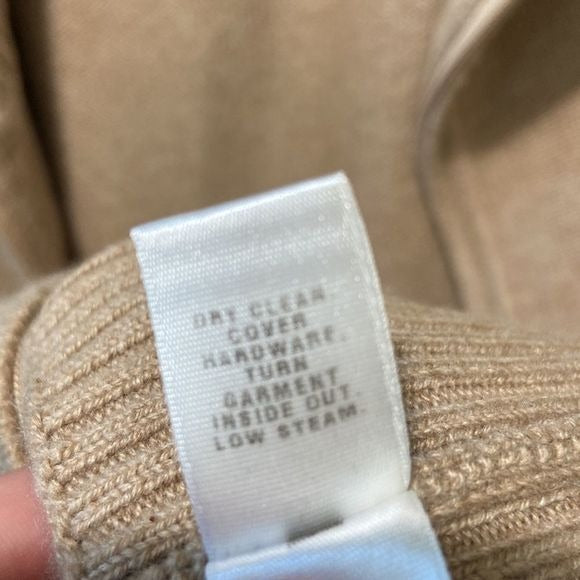 DRY CLEAN.
COVER
HARDWARE.
TURN
GARMENT
INSIDE OUT.
LOW STEAM.